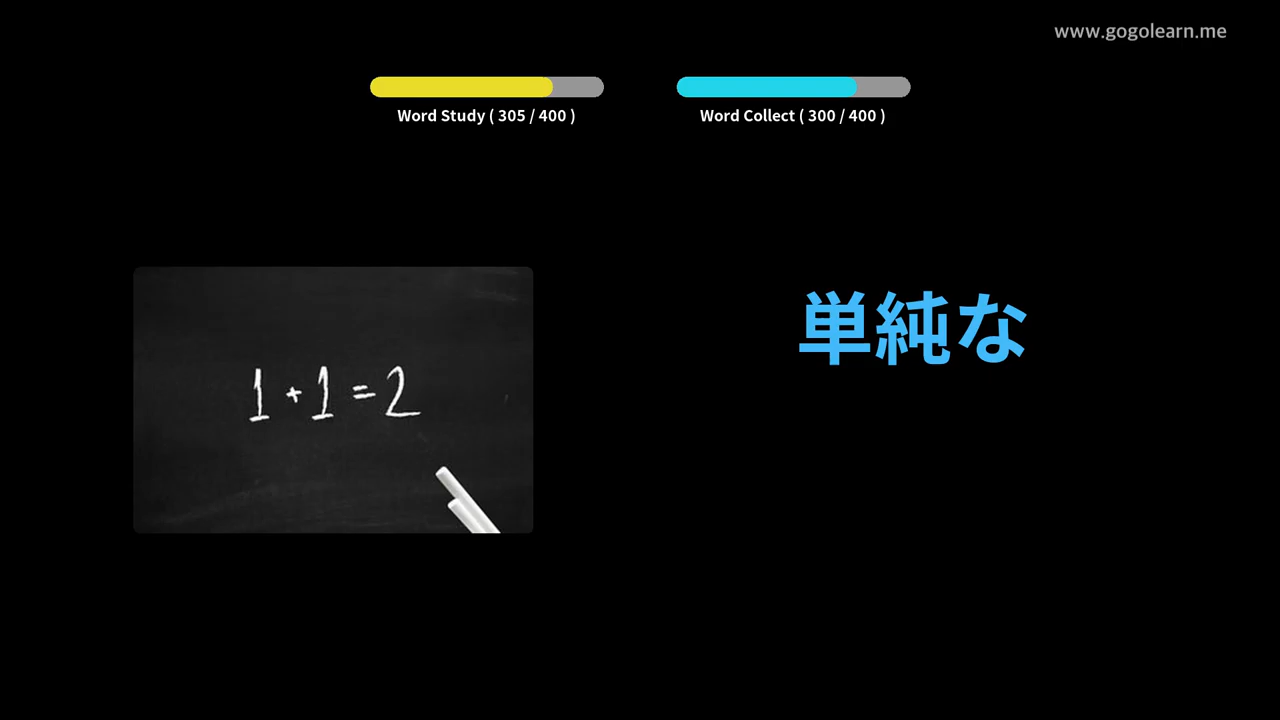 www.gogolearn.me
Word Study ( 305 / 400 )
Word Collect ( 300 / 400 )
単純な
1 + 1 = 2